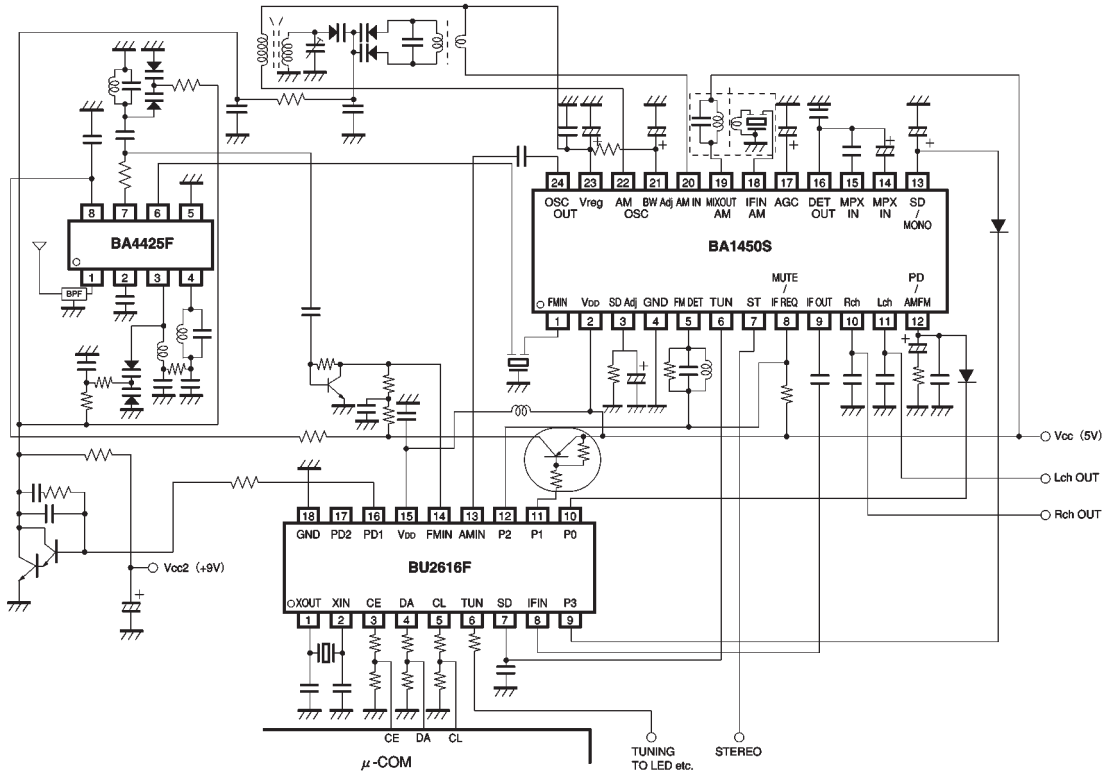 24 23 22 21 20 19 18 17 16 15 14 13
OSC OUT Vreg AM OSC BW Adj AM IN MIXOUT AM IFIN AM AGC DET OUT MPX IN MPX IN SD / MONO
BA1450S
FMIN VDD SD Adj GND FM DET TUN ST MUTE / IF REQ IF OUT Rch Lch PD / AMFM
1 2 3 4 5 6 7 8 9 10 11 12
8 7 6 5
BA4425F
1 2 3 4
BPF
Vcc (5V)
Lch OUT
Rch OUT
18 17 16 15 14 13 12 11 10
GND PD2 PD1 VDD FMIN AMIN P2 P1 P0
BU2616F
XOUT XIN CE DA CL TUN SD IFIN P3
1 2 3 4 5 6 7 8 9
Vcc2 (+9V)
CE DA CL
μ-COM
TUNING
TO LED etc.
STEREO
+ + + + + + + + +